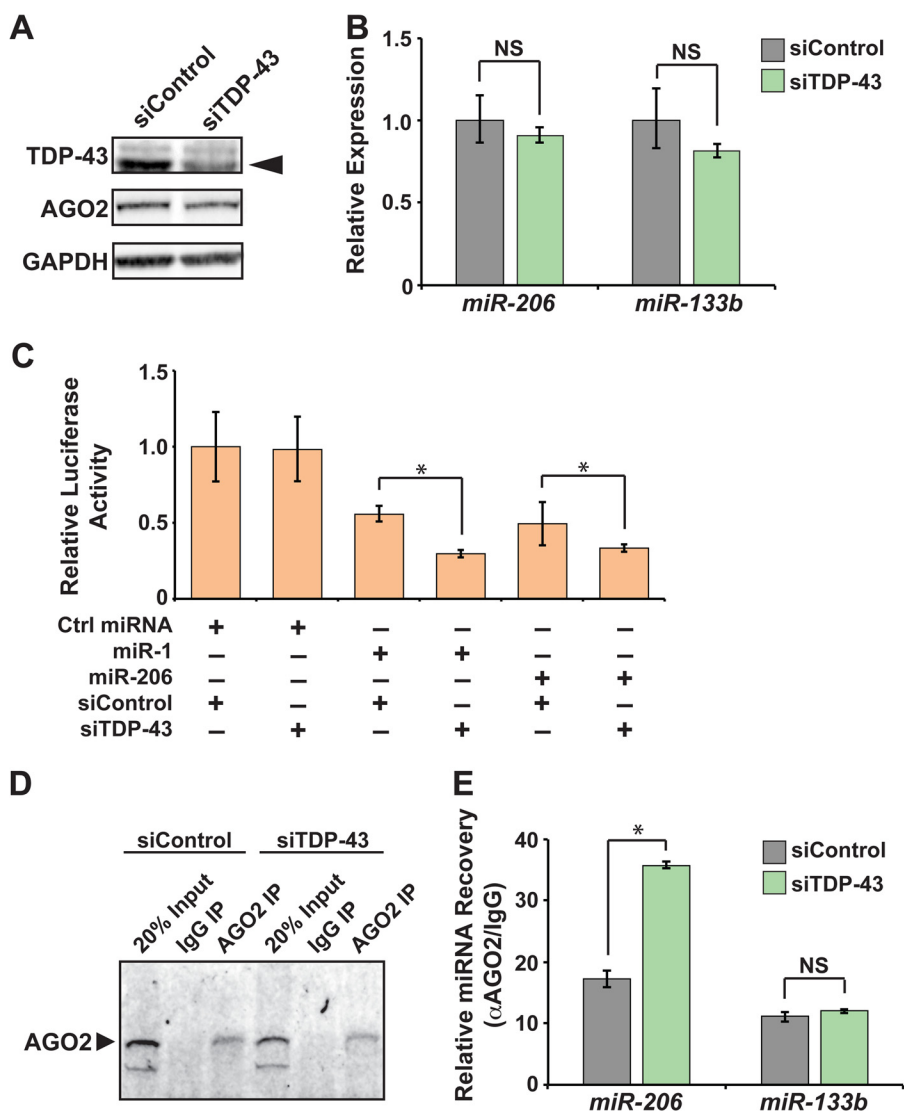 A
siControl
siTDP-43
TDP-43
AGO2
GAPDH
B
Relative Expression
1.5
1.0
0.5
0
NS
NS
miR-206
miR-133b
siControl
siTDP-43
C
Relative Luciferase
Activity
1.5
1.0
0.5
0
*
*
Ctrl miRNA + + – – – –
miR-1 – – + + – –
miR-206 – – – – + +
siControl + – + – + –
siTDP-43 – + – + – +
D
siControl
siTDP-43
20% Input
IgG IP
AGO2 IP
20% Input
IgG IP
AGO2 IP
AGO2
E
Relative miRNA Recovery
(αAGO2/IgG)
40
30
20
10
0
*
NS
miR-206
miR-133b
siControl
siTDP-43